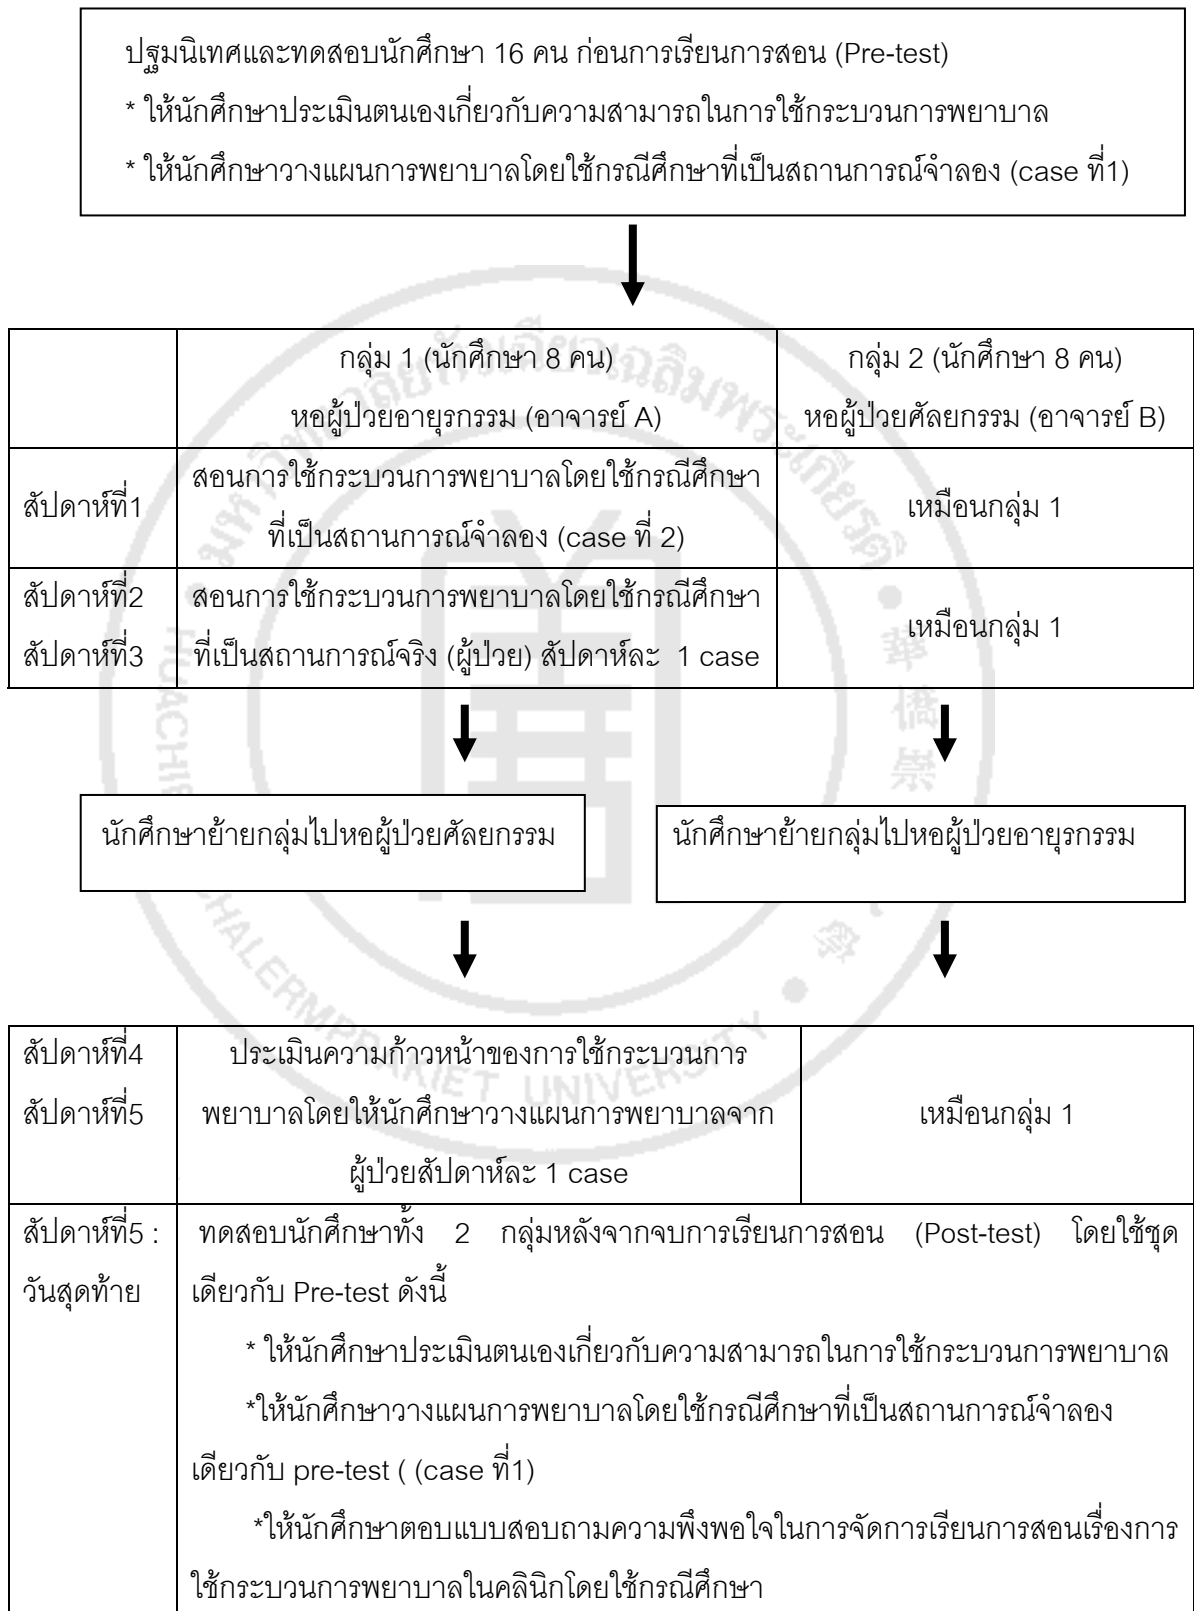 ปฐมนิเทศและทดสอบนักศึกษา 16 คน ก่อนการเรียนการสอน (Pre-test)
* ให้นักศึกษาประเมินตนเองเกี่ยวกับความสามารถในการใช้กระบวนการพยาบาล
* ให้นักศึกษาวางแผนการพยาบาลโดยใช้กรณีศึกษาที่เป็นสถานการณ์จำลอง (case ที่1)
กลุ่ม 1 (นักศึกษา 8 คน)
หอผู้ป่วยอายุรกรรม (อาจารย์ A)
กลุ่ม 2 (นักศึกษา 8 คน)
หอผู้ป่วยศัลยกรรม (อาจารย์ B)
สัปดาห์ที่1
สอนการใช้กระบวนการพยาบาลโดยใช้กรณีศึกษา
ที่เป็นสถานการณ์จำลอง (case ที่ 2)
เหมือนกลุ่ม 1
สัปดาห์ที่2
สัปดาห์ที่3
สอนการใช้กระบวนการพยาบาลโดยใช้กรณีศึกษา
ที่เป็นสถานการณ์จริง (ผู้ป่วย) สัปดาห์ละ 1 case
เหมือนกลุ่ม 1
นักศึกษาย้ายกลุ่มไปหอผู้ป่วยศัลยกรรม
นักศึกษาย้ายกลุ่มไปหอผู้ป่วยอายุรกรรม
สัปดาห์ที่4
สัปดาห์ที่5
ประเมินความก้าวหน้าของการใช้กระบวนการ
พยาบาลโดยให้นักศึกษาวางแผนการพยาบาลจาก
ผู้ป่วยสัปดาห์ละ 1 case
เหมือนกลุ่ม 1
สัปดาห์ที่5 :
วันสุดท้าย
ทดสอบนักศึกษาทั้ง 2 กลุ่มหลังจากจบการเรียนการสอน (Post-test) โดยใช้ชุด
เดียวกับ Pre-test ดังนี้
* ให้นักศึกษาประเมินตนเองเกี่ยวกับความสามารถในการใช้กระบวนการพยาบาล
*ให้นักศึกษาวางแผนการพยาบาลโดยใช้กรณีศึกษาที่เป็นสถานการณ์จำลอง
เดียวกับ pre-test ( (case ที่1)
*ให้นักศึกษาตอบแบบสอบถามความพึงพอใจในการจัดการเรียนการสอนเรื่องการ
ใช้กระบวนการพยาบาลในคลินิกโดยใช้กรณีศึกษา
มหาวิทยาลัยหัวเฉียวเฉลิมพระเกียรติ
CHALERMPRAKIET UNIVERSITY
華僑崇